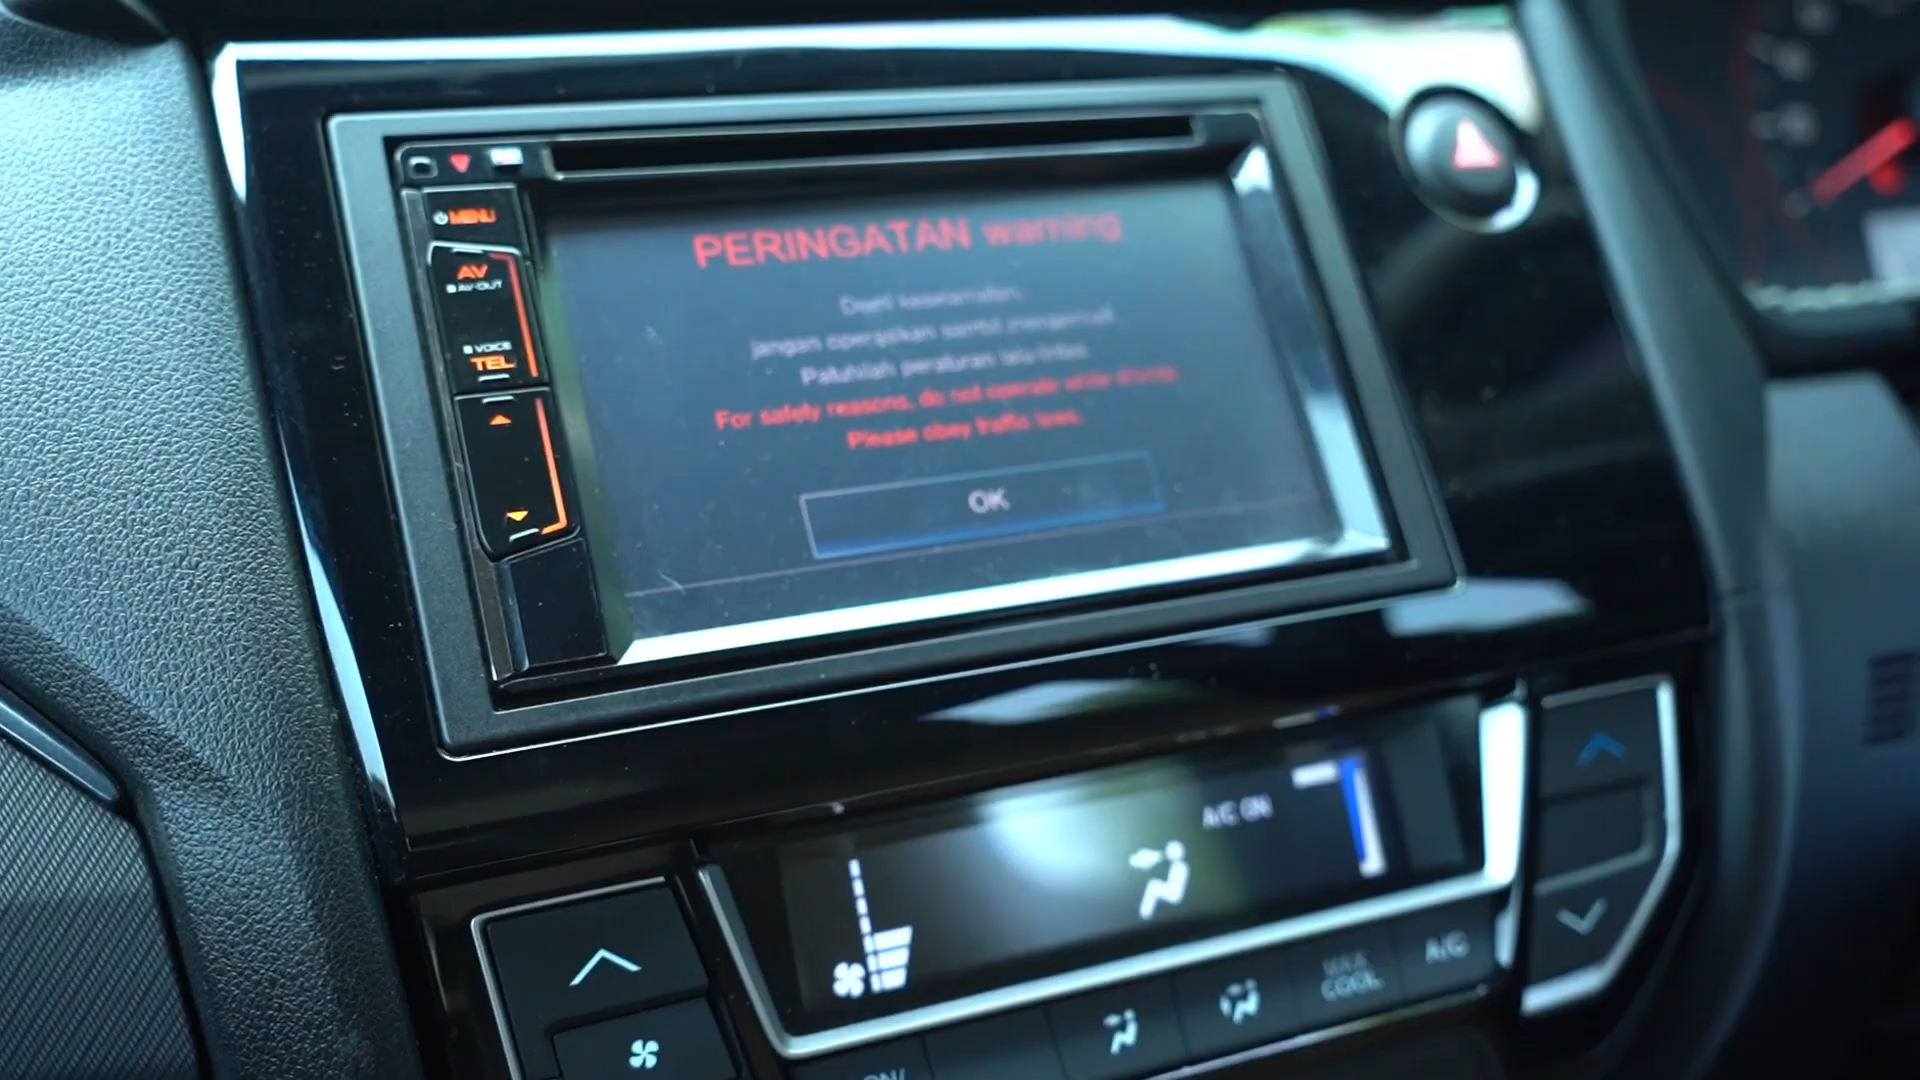 MENU
AV
AV-OUT
VOICE
TEL
PERINGATAN warning
Demi keselamatan,
jangan operasikan sambil mengemudi.
Patuhilah peraturan lalu-lintas
For safety reasons, do not operate while driving.
Please obey traffic laws.
OK
A/C ON
MAX
COOL
A/C
ON/